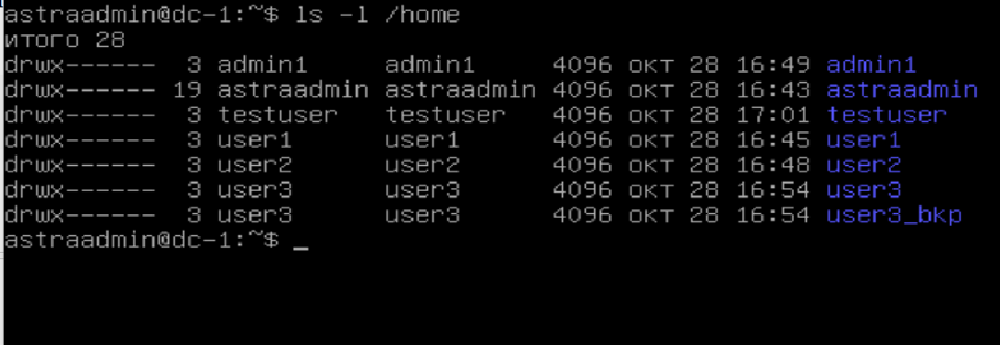 astraadmin@dc-1:~$ ls -l /home
итого 28
drwx------  3 admin1     admin1     4096 окт 28 16:49 admin1
drwx------ 19 astraadmin astraadmin 4096 окт 28 16:43 astraadmin
drwx------  3 testuser   testuser   4096 окт 28 17:01 testuser
drwx------  3 user1      user1      4096 окт 28 16:45 user1
drwx------  3 user2      user2      4096 окт 28 16:48 user2
drwx------  3 user3      user3      4096 окт 28 16:54 user3
drwx------  3 user3      user3      4096 окт 28 16:54 user3_bkp
astraadmin@dc-1:~$ _